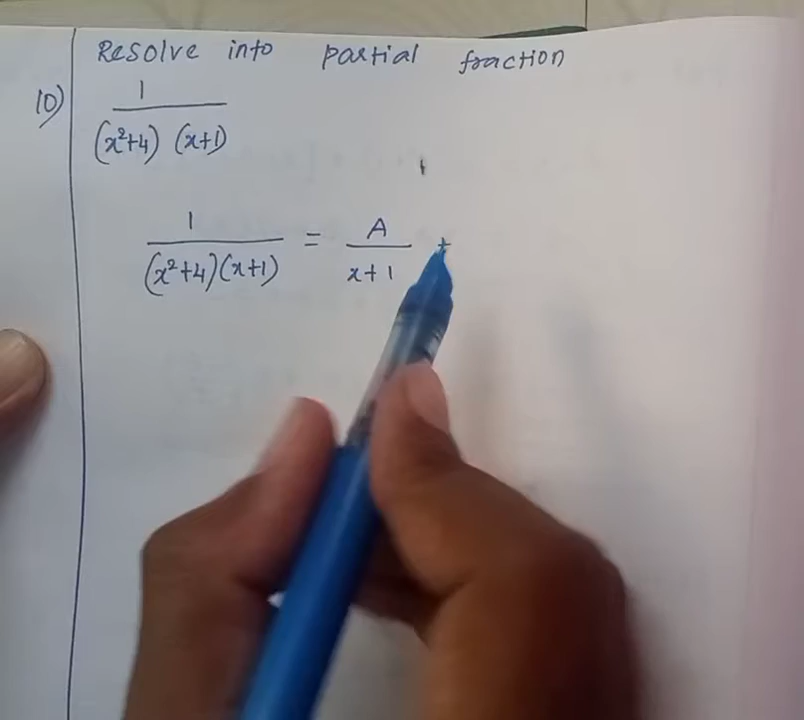 Resolve into partial fraction
10) 1
(x²+4) (x+1)
1 = A +
(x²+4)(x+1) x+1